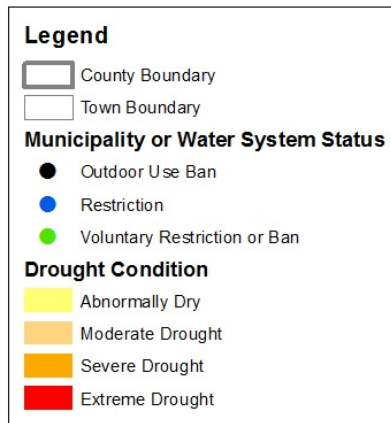 Legend
County Boundary
Town Boundary
Municipality or Water System Status
Outdoor Use Ban
Restriction
Voluntary Restriction or Ban
Drought Condition
Abnormally Dry
Moderate Drought
Severe Drought
Extreme Drought